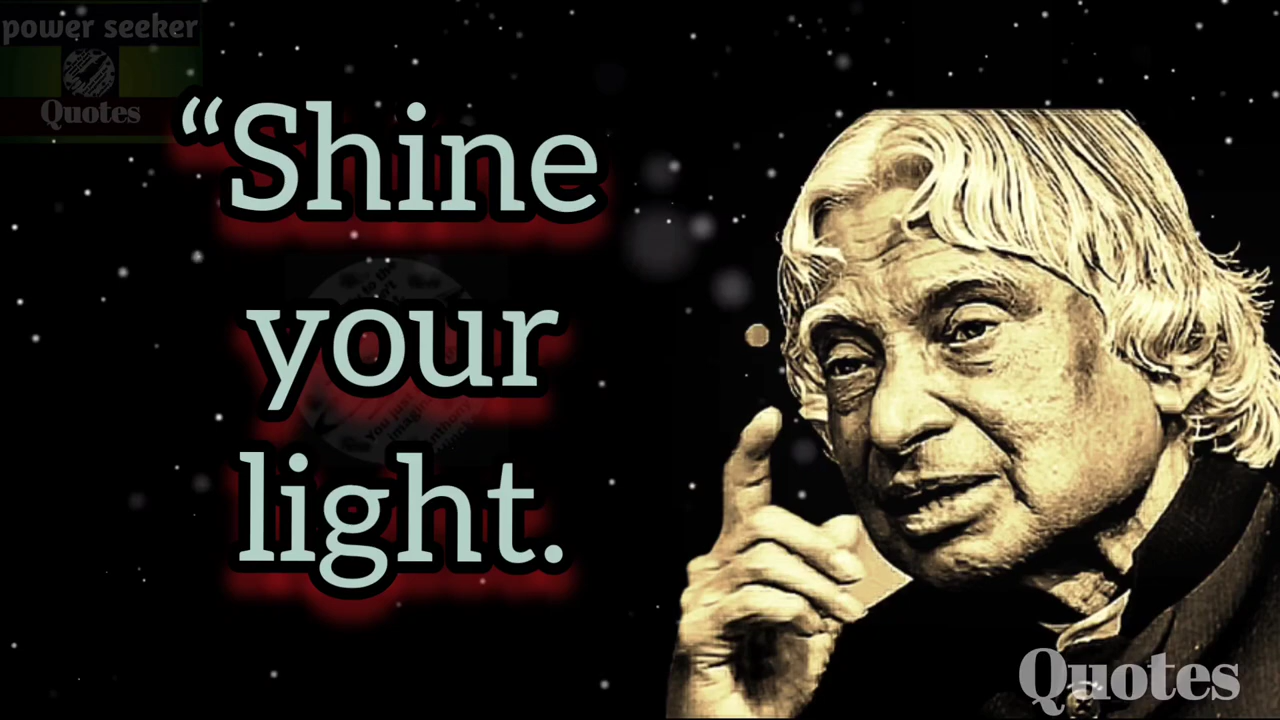 power seeker
Quotes
“Shine
your
light.
Quotes